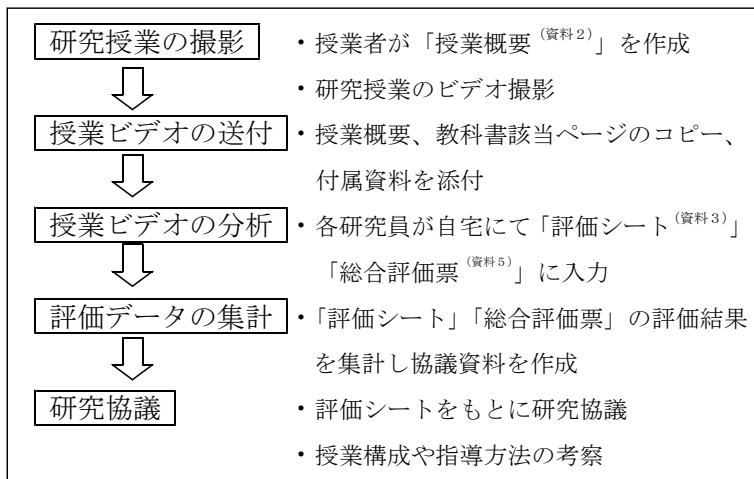 研究授業の撮影 ・授業者が「授業概要(資料2)」を作成
・研究授業のビデオ撮影
授業ビデオの送付 ・授業概要、教科書該当ページのコピー、
付属資料を添付
授業ビデオの分析 ・各研究員が自宅にて「評価シート(資料3)」
「総合評価票(資料5)」に入力
評価データの集計 ・「評価シート」「総合評価票」の評価結果
を集計し協議資料を作成
研究協議 ・評価シートをもとに研究協議
・授業構成や指導方法の考察